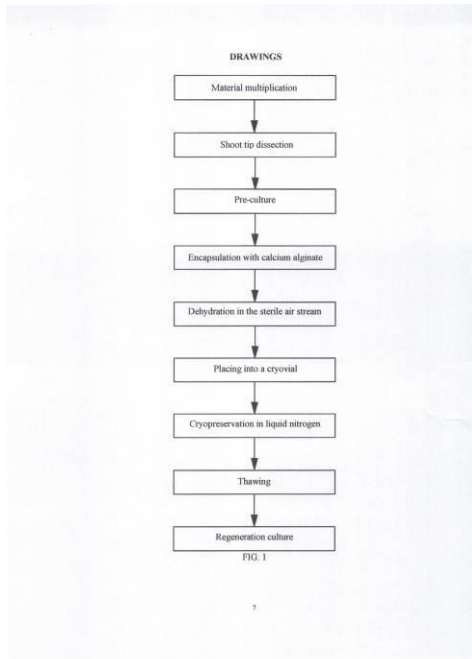 DRAWINGS
Material multiplication
Shoot tip dissection
Pre-culture
Encapsulation with calcium alginate
Dehydration in the sterile air stream
Placing into a cryovial
Cryopreservation in liquid nitrogen
Thawing
Regeneration culture
FIG. 1
7